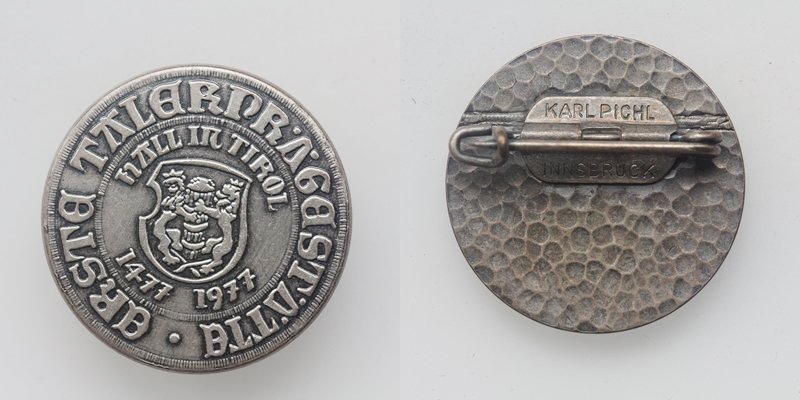 ERSTE TALERPRÄGESTÄTTE ·
HALL IN TIROL
1477 1977
KARL PICHL
INNSBRUCK